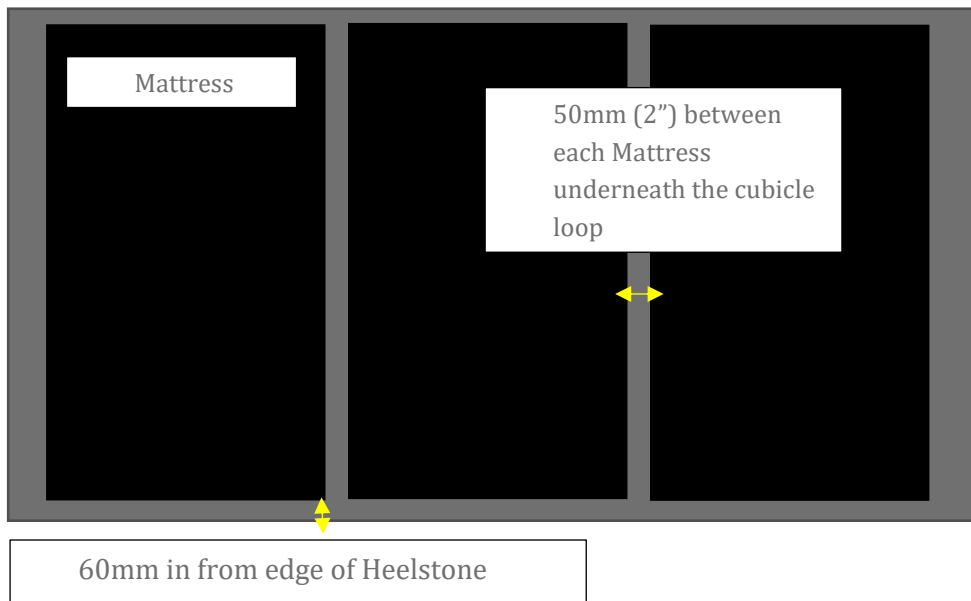 Mattress
50mm (2”) between
each Mattress
underneath the cubicle
loop
60mm in from edge of Heelstone